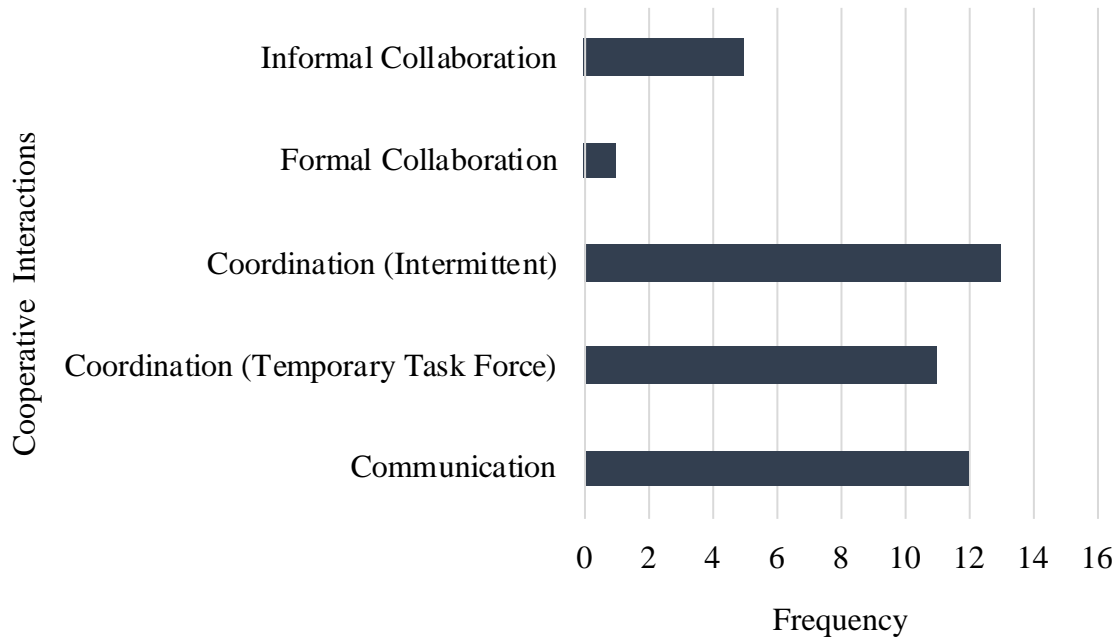 Informal Collaboration
Formal Collaboration
Coordination (Intermittent)
Coordination (Temporary Task Force)
Communication
Cooperative Interactions
0 2 4 6 8 10 12 14 16
Frequency